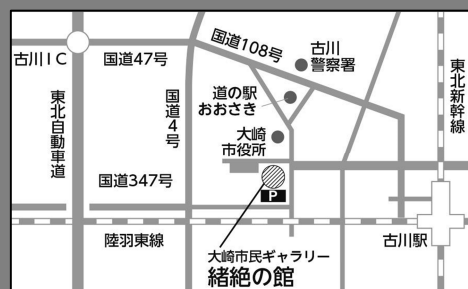 国道108号
古川
警察署
古川IC
国道47号
東北自動車道
国道4号
道の駅
おおさき
東北新幹線
大崎
市役所
国道347号
P
陸羽東線
古川駅
大崎市民ギャラリー
緒絶の館